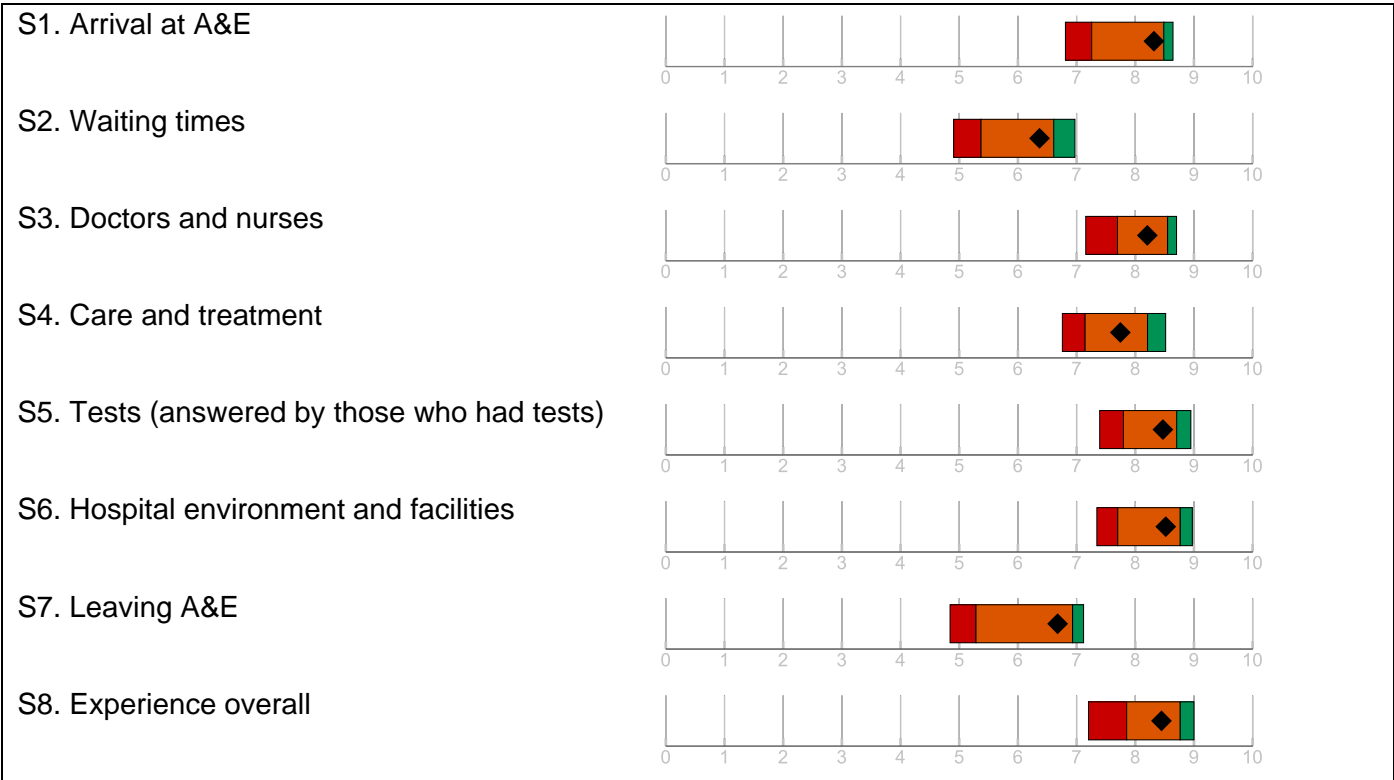 S1. Arrival at A&E
0 1 2 3 4 5 6 7 8 9 10
S2. Waiting times
0 1 2 3 4 5 6 7 8 9 10
S3. Doctors and nurses
0 1 2 3 4 5 6 7 8 9 10
S4. Care and treatment
0 1 2 3 4 5 6 7 8 9 10
S5. Tests (answered by those who had tests)
0 1 2 3 4 5 6 7 8 9 10
S6. Hospital environment and facilities
0 1 2 3 4 5 6 7 8 9 10
S7. Leaving A&E
0 1 2 3 4 5 6 7 8 9 10
S8. Experience overall
0 1 2 3 4 5 6 7 8 9 10